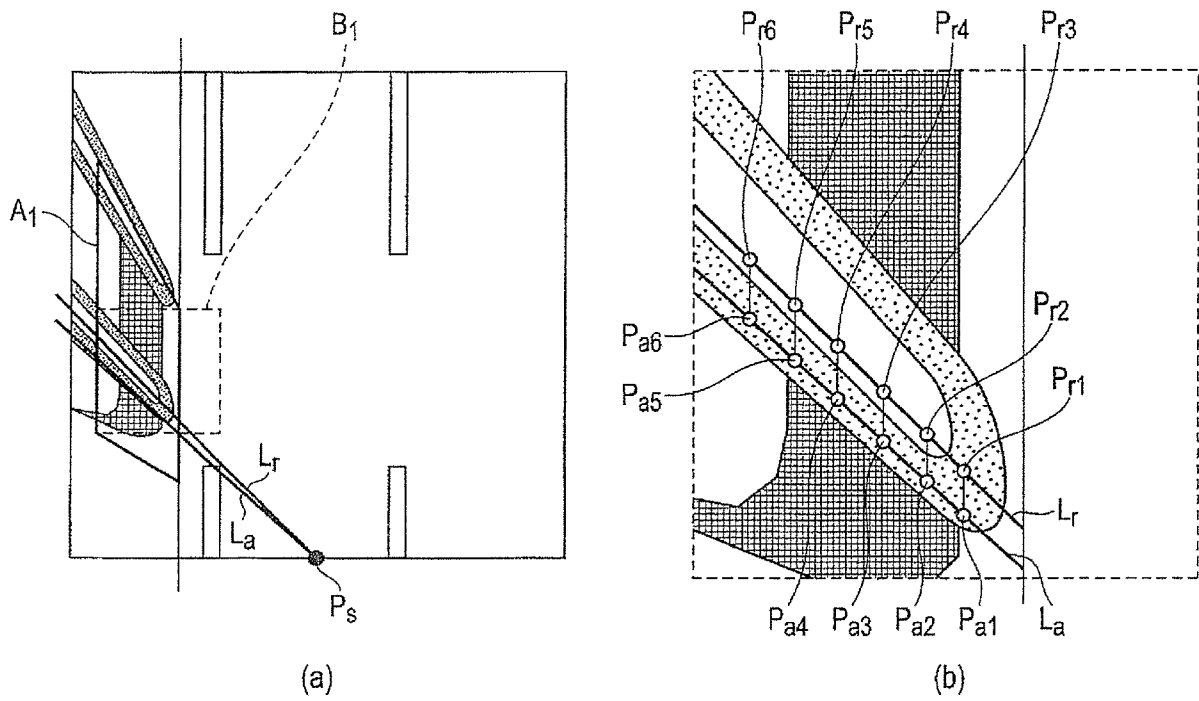 B1
A1
Lr
La
Ps
(a)
Pr6 Pr5 Pr4 Pr3
Pr2
Pa6
Pr1
Pa5
Lr
Pa4 Pa3 Pa2 Pa1 La
(b)